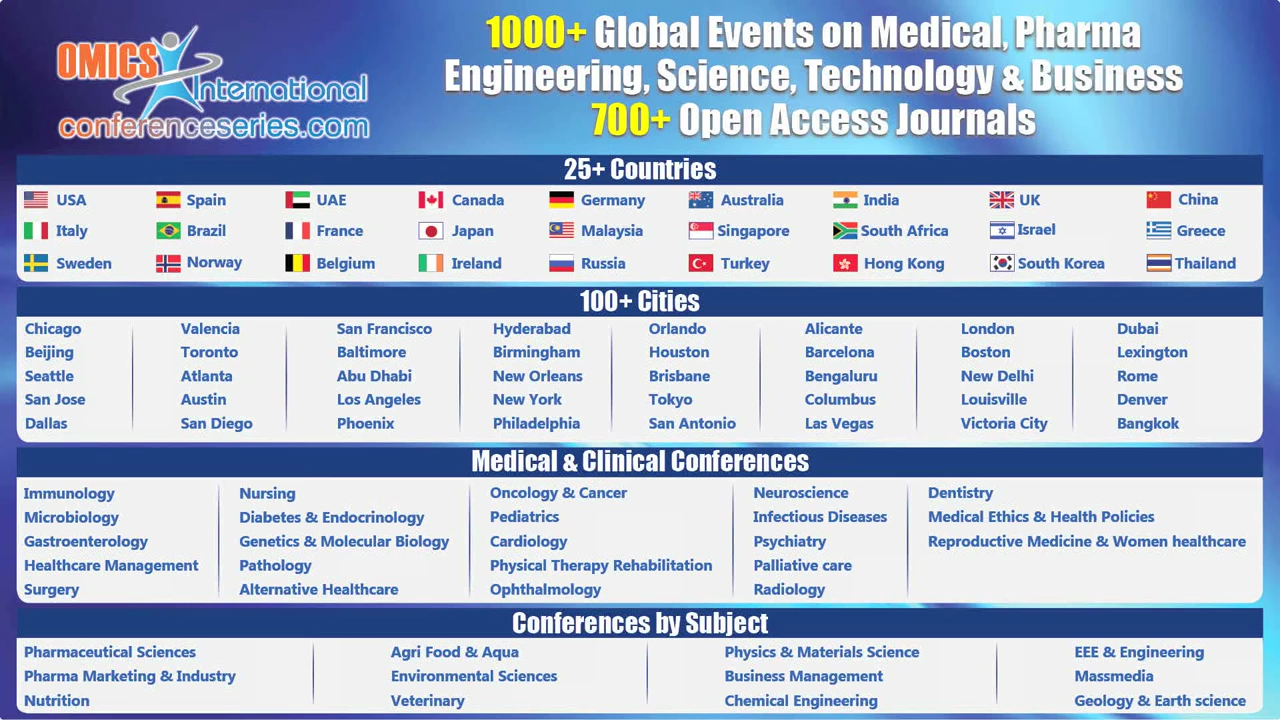 OMICS
International
conferenceseries.com
1000+ Global Events on Medical, Pharma
Engineering, Science, Technology & Business
700+ Open Access Journals
25+ Countries
USA Spain UAE Canada Germany Australia India UK China
Italy Brazil France Japan Malaysia Singapore South Africa Israel Greece
Sweden Norway Belgium Ireland Russia Turkey Hong Kong South Korea Thailand
100+ Cities
Chicago Valencia San Francisco Hyderabad Orlando Alicante London Dubai
Beijing Toronto Baltimore Birmingham Houston Barcelona Boston Lexington
Seattle Atlanta Abu Dhabi New Orleans Brisbane Bengaluru New Delhi Rome
San Jose Austin Los Angeles New York Tokyo Columbus Louisville Denver
Dallas San Diego Phoenix Philadelphia San Antonio Las Vegas Victoria City Bangkok
Medical & Clinical Conferences
Immunology Nursing Oncology & Cancer Neuroscience Dentistry
Microbiology Diabetes & Endocrinology Pediatrics Infectious Diseases Medical Ethics & Health Policies
Gastroenterology Genetics & Molecular Biology Cardiology Psychiatry Reproductive Medicine & Women healthcare
Healthcare Management Pathology Physical Therapy Rehabilitation Palliative care
Surgery Alternative Healthcare Ophthalmology Radiology
Conferences by Subject
Pharmaceutical Sciences Agri Food & Aqua Physics & Materials Science EEE & Engineering
Pharma Marketing & Industry Environmental Sciences Business Management Massmedia
Nutrition Veterinary Chemical Engineering Geology & Earth science